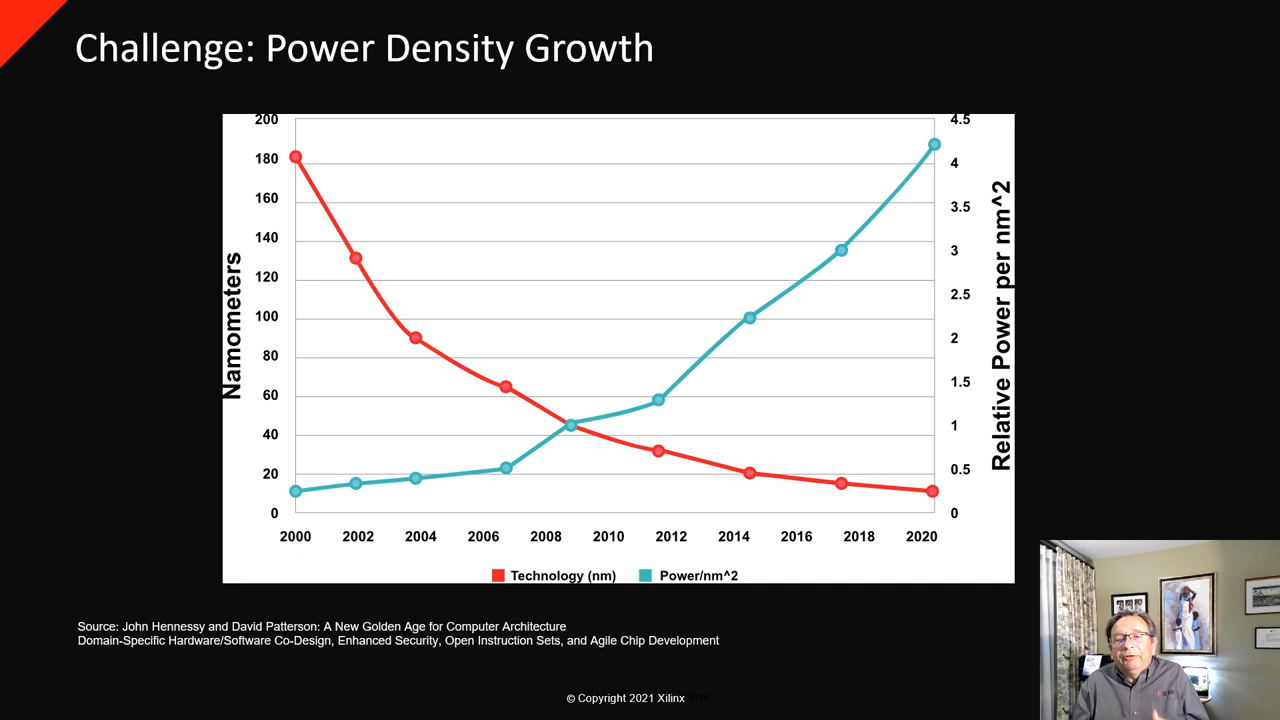 Challenge: Power Density Growth
200
180
160
140
120
100
80
60
40
20
0
Namometers
4.5
4
3.5
3
2.5
2
1.5
1
0.5
0
Relative Power per nm^2
2000 2002 2004 2006 2008 2010 2012 2014 2016 2018 2020
Technology (nm) Power/nm^2
Source: John Hennessy and David Patterson: A New Golden Age for Computer Architecture
Domain-Specific Hardware/Software Co-Design, Enhanced Security, Open Instruction Sets, and Agile Chip Development
© Copyright 2021 Xilinx